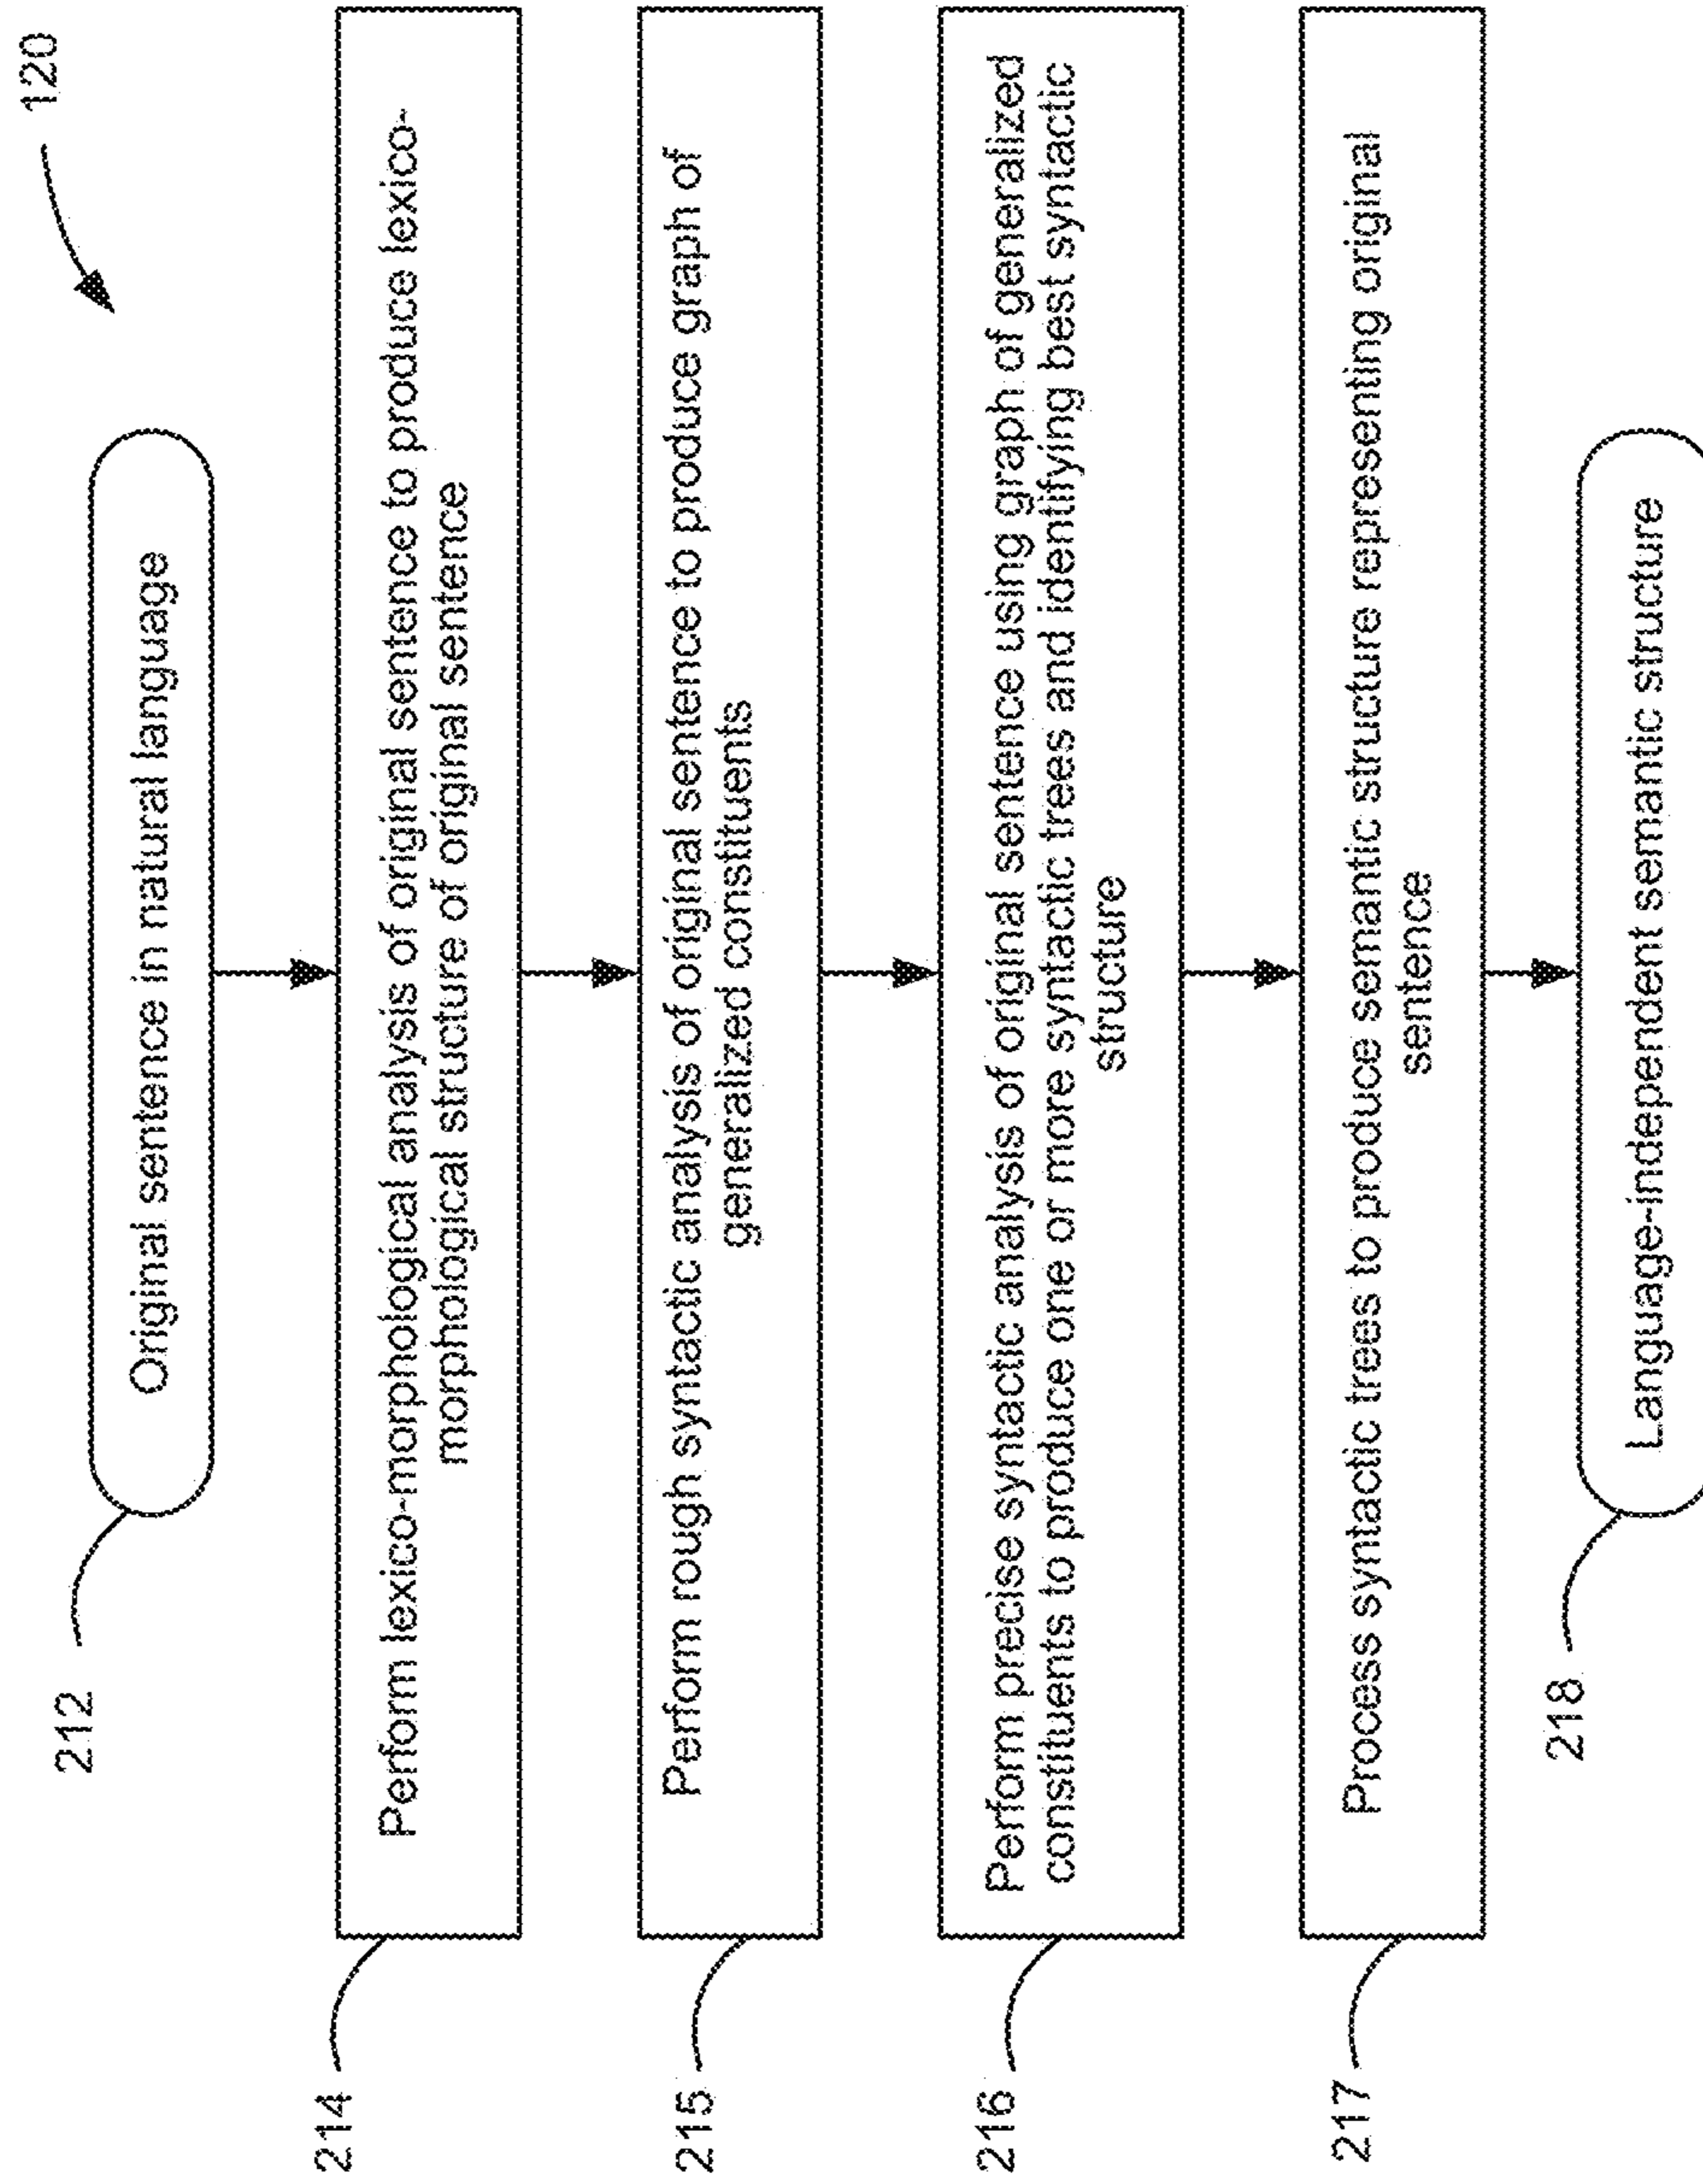 120
212
Original sentence in natural language
214
Perform lexico-morphological analysis of original sentence to produce lexico-
morphological structure of original sentence
215
Perform rough syntactic analysis of original sentence to produce graph of
generalized constituents
216
Perform precise syntactic analysis of original sentence using graph of generalized
constituents to produce one or more syntactic trees and identifying best syntactic
structure
217
Process syntactic trees to produce semantic structure representing original
sentence
218
Language-independent semantic structure